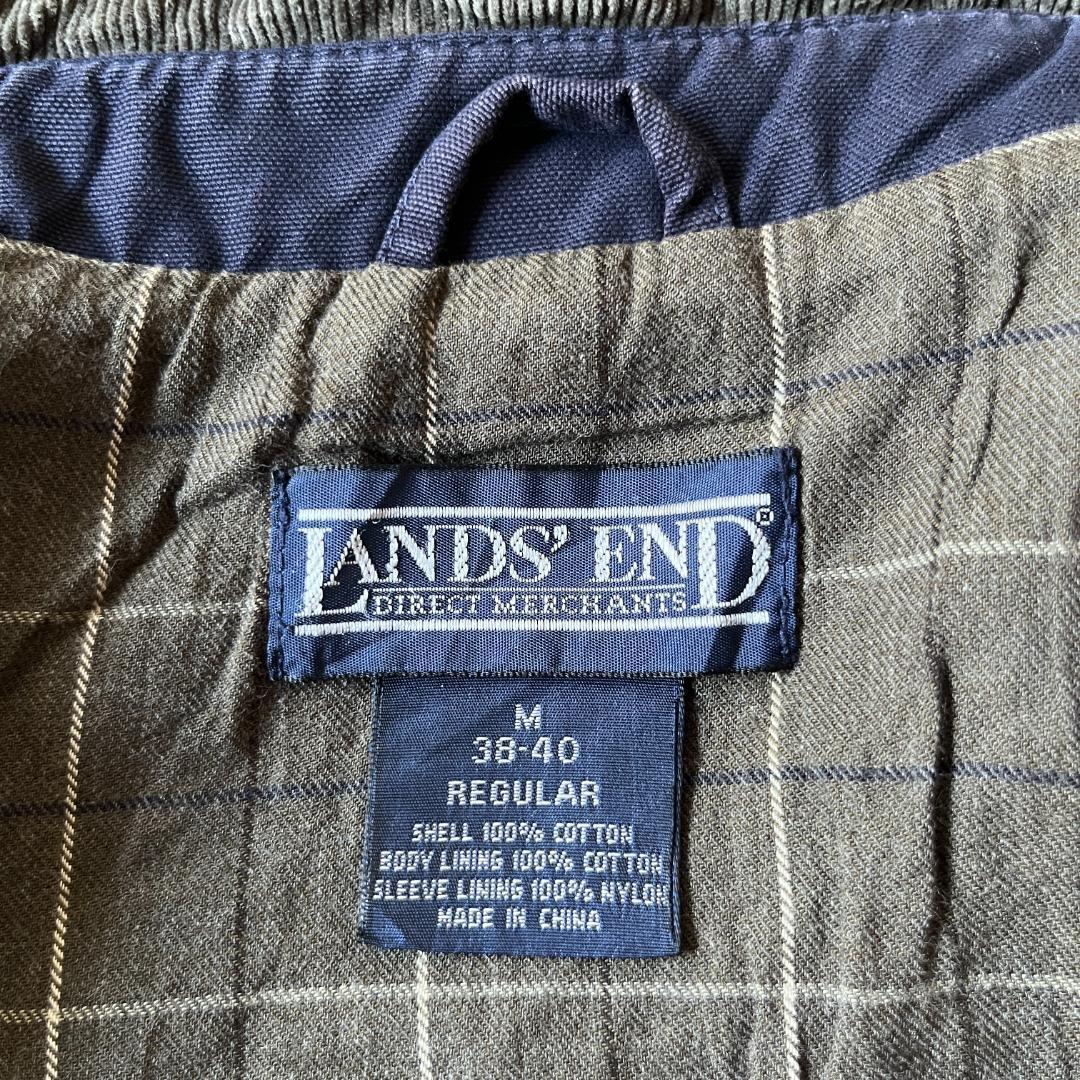 LANDS' END
DIRECT MERCHANTS
M
38-40
REGULAR
SHELL 100% COTTON
BODY LINING 100% COTTON
SLEEVE LINING 100% NYLON
MADE IN CHINA